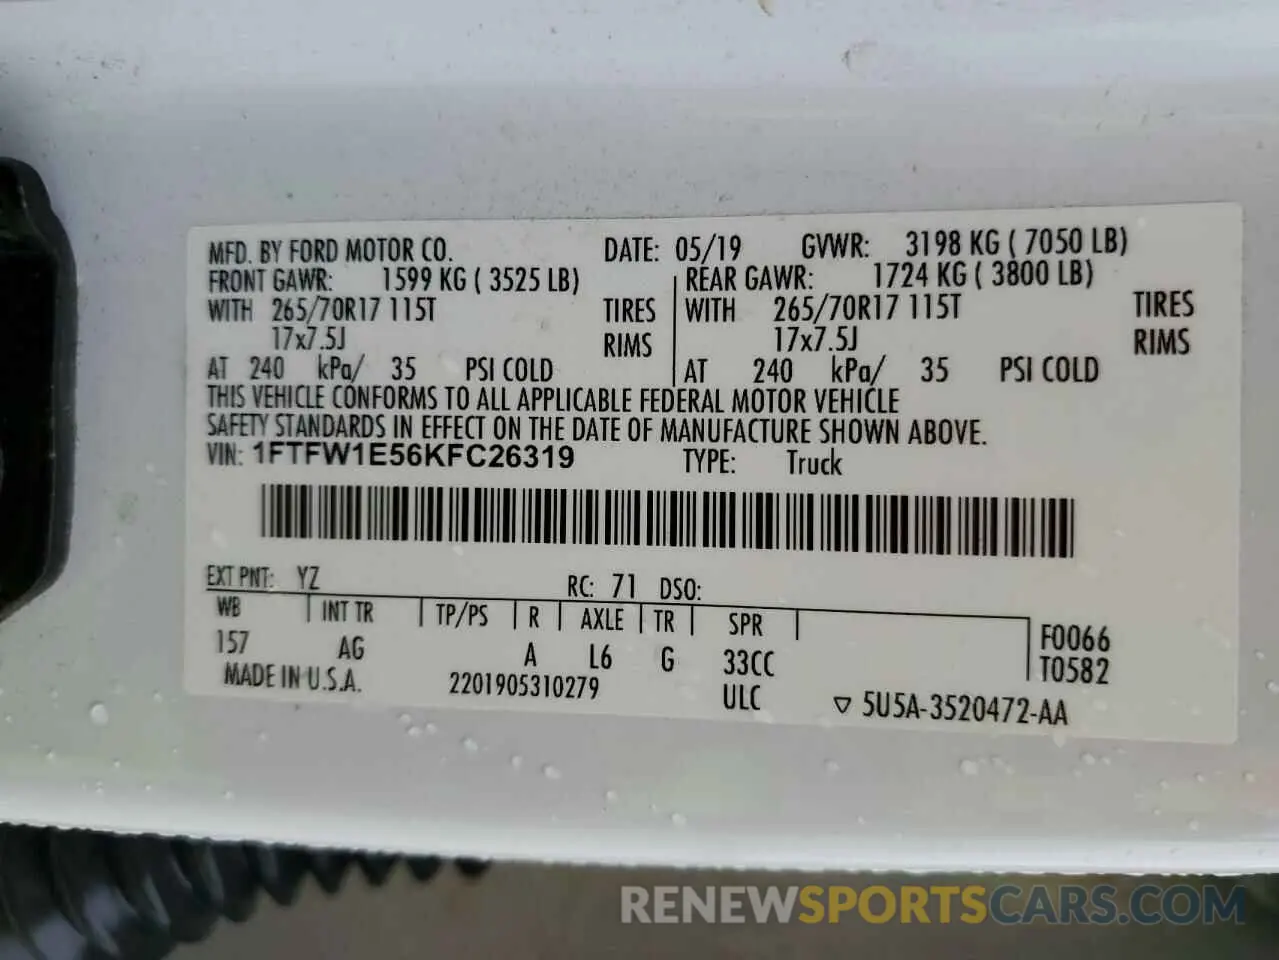 MFD. BY FORD MOTOR CO. DATE: 05/19 GVWR: 3198 KG ( 7050 LB)
FRONT GAWR: 1599 KG ( 3525 LB) REAR GAWR: 1724 KG ( 3800 LB)
WITH 265/70R17 115T TIRES WITH 265/70R17 115T TIRES
17x7.5J RIMS 17x7.5J RIMS
AT 240 kPa/ 35 PSI COLD AT 240 kPa/ 35 PSI COLD
THIS VEHICLE CONFORMS TO ALL APPLICABLE FEDERAL MOTOR VEHICLE
SAFETY STANDARDS IN EFFECT ON THE DATE OF MANUFACTURE SHOWN ABOVE.
VIN: 1FTFW1E56KFC26319 TYPE: Truck
EXT PNT: YZ RC: 71 DSO:
WB INT TR TP/PS R AXLE TR SPR F0066
157 AG A L6 G 33CC T0582
MADE IN U.S.A. 2201905310279 ULC ▽ 5U5A-3520472-AA
RENEWSPORTSCARS.COM